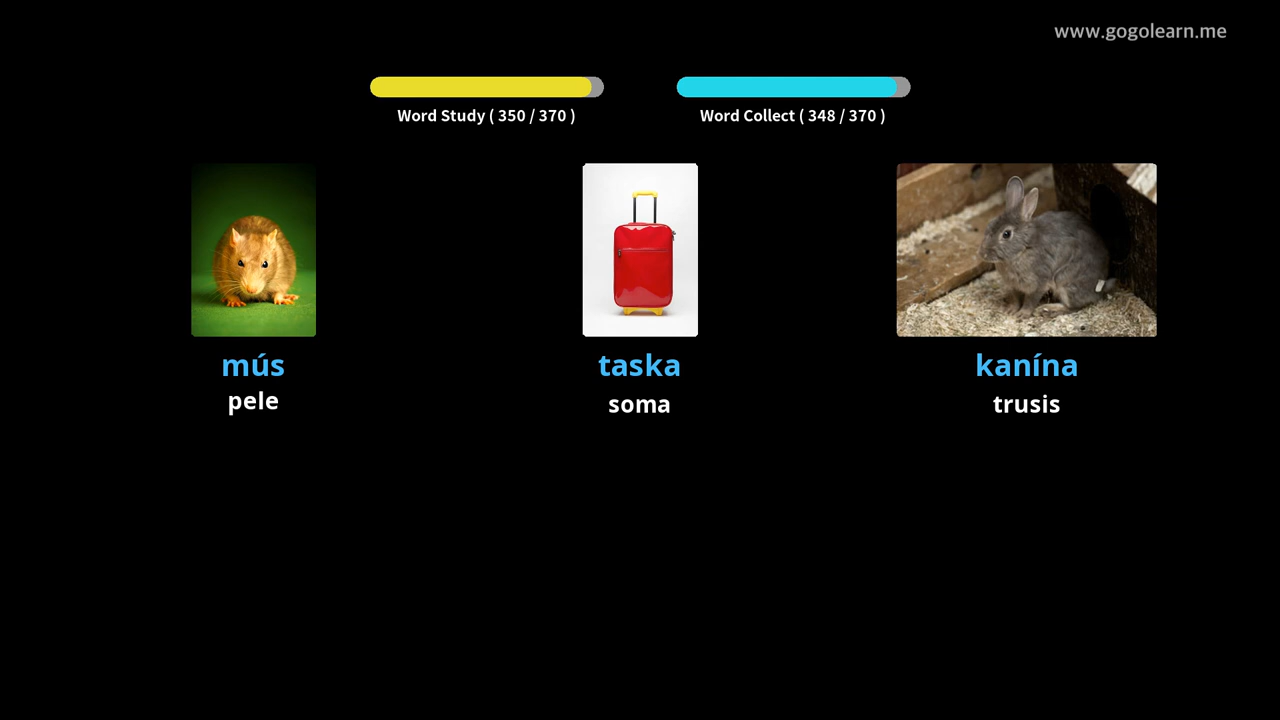 www.gogolearn.me
Word Study ( 350 / 370 )
Word Collect ( 348 / 370 )
mús
taska
kanína
pele
soma
trusis